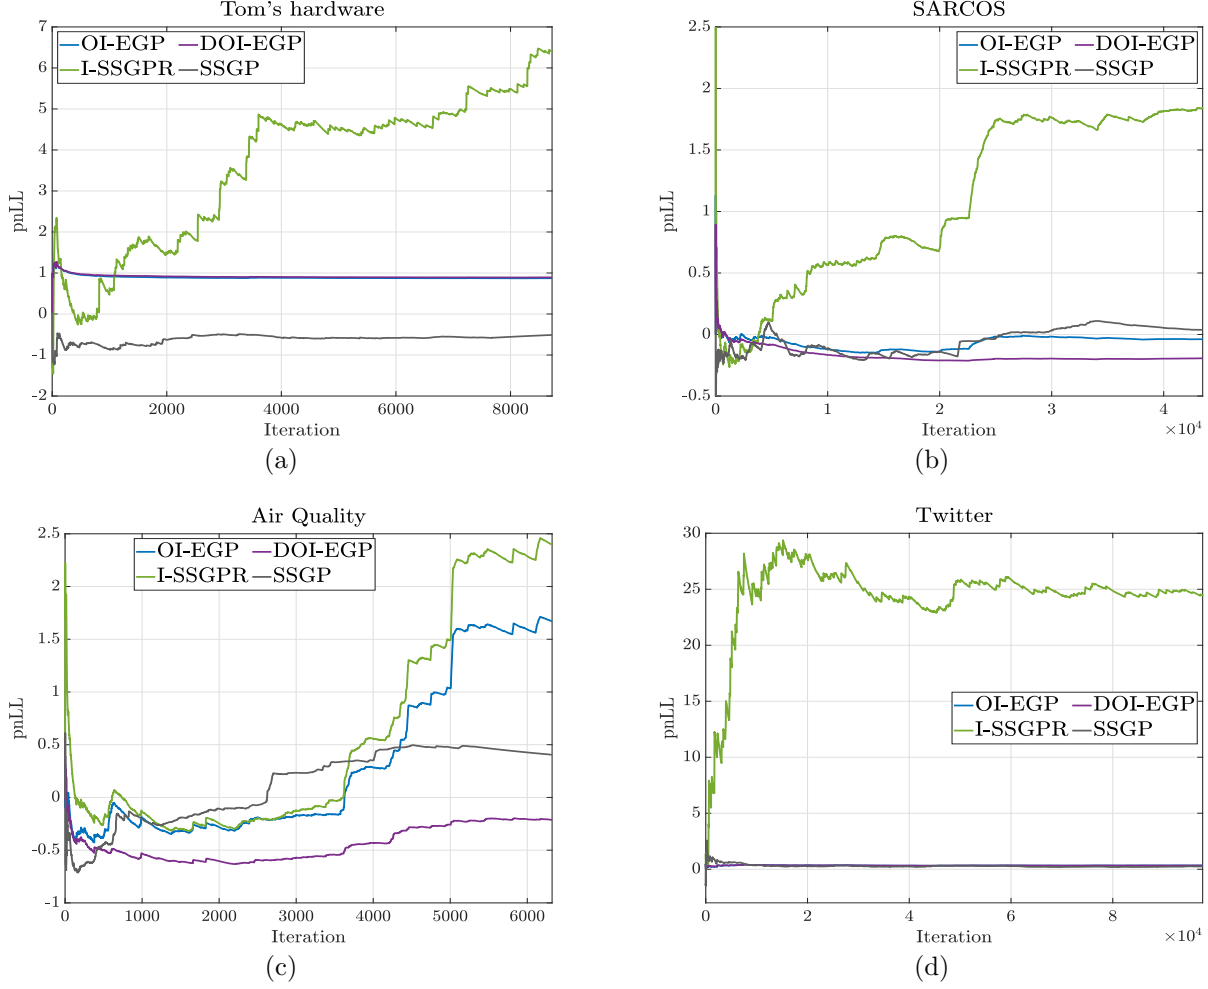 Tom's hardware
7
6
5
4
3
2
1
0
-1
-2
pnLL
OI-EGP DOI-EGP
I-SSGPR SSGP
0 2000 4000 6000 8000
Iteration
(a)
SARCOS
2.5
2
1.5
1
0.5
0
-0.5
pnLL
OI-EGP DOI-EGP
I-SSGPR SSGP
0 1 2 3 4
Iteration ×10⁴
(b)
Air Quality
2.5
2
1.5
1
0.5
0
-0.5
-1
pnLL
OI-EGP DOI-EGP
I-SSGPR SSGP
0 1000 2000 3000 4000 5000 6000
Iteration
(c)
Twitter
30
25
20
15
10
5
0
pnLL
OI-EGP DOI-EGP
I-SSGPR SSGP
0 2 4 6 8
Iteration ×10⁴
(d)